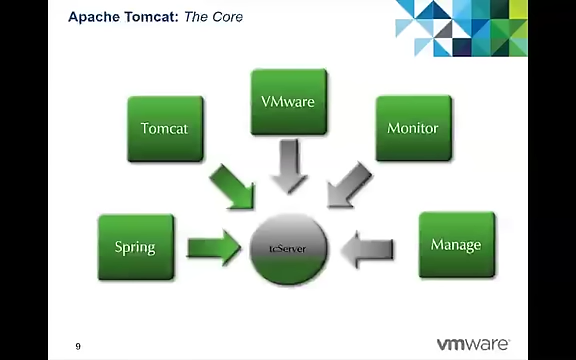 Apache Tomcat: The Core
VMware
Tomcat
Monitor
Spring
tcServer
Manage
9
vmware